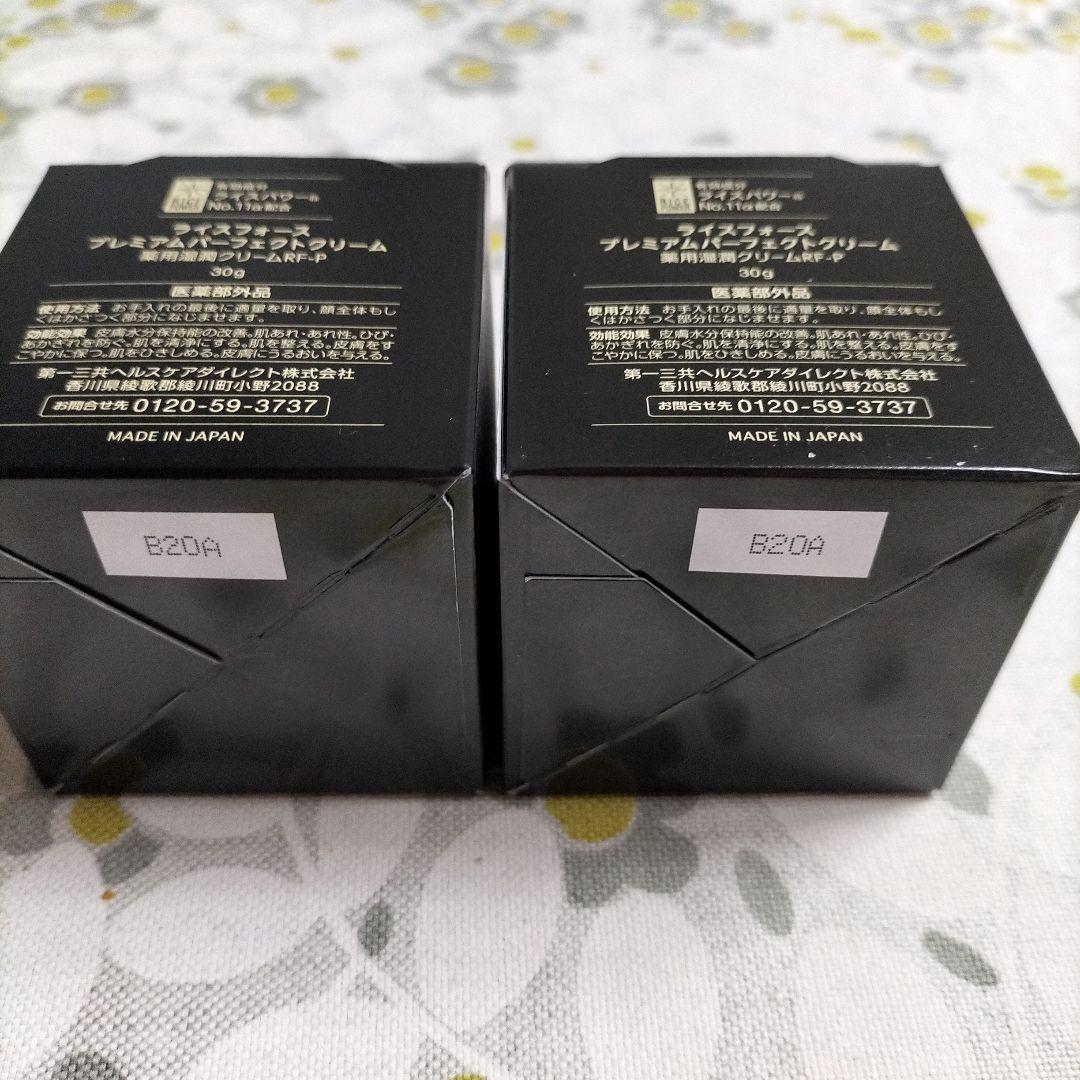 有効成分
ライスパワー®
No.11α配合
RICE
ライスフォース
プレミアムパーフェクトクリーム
薬用湿潤クリームRF-P
30g
医薬部外品
使用方法 お手入れの最後に適量を取り、顔全体もし
くはかさつく部分になじませます。
効能効果 皮膚水分保持能の改善。肌あれ・あれ性。ひび・
あかぎれを防ぐ。肌を清浄にする。肌を整える。皮膚をす
こやかに保つ。肌をひきしめる。皮膚にうるおいを与える。
第一三共ヘルスケアダイレクト株式会社
香川県綾歌郡綾川町小野2088
お問合せ先 0120-59-3737
MADE IN JAPAN
B20A
有効成分
ライスパワー®
No.11α配合
RICE
ライスフォース
プレミアムパーフェクトクリーム
薬用湿潤クリームRF-P
30g
医薬部外品
使用方法 お手入れの最後に適量を取り、顔全体もし
くはかさつく部分になじませます。
効能効果 皮膚水分保持能の改善。肌あれ・あれ性。ひび・
あかぎれを防ぐ。肌を清浄にする。肌を整える。皮膚をす
こやかに保つ。肌をひきしめる。皮膚にうるおいを与える。
第一三共ヘルスケアダイレクト株式会社
香川県綾歌郡綾川町小野2088
お問合せ先 0120-59-3737
MADE IN JAPAN
B20A